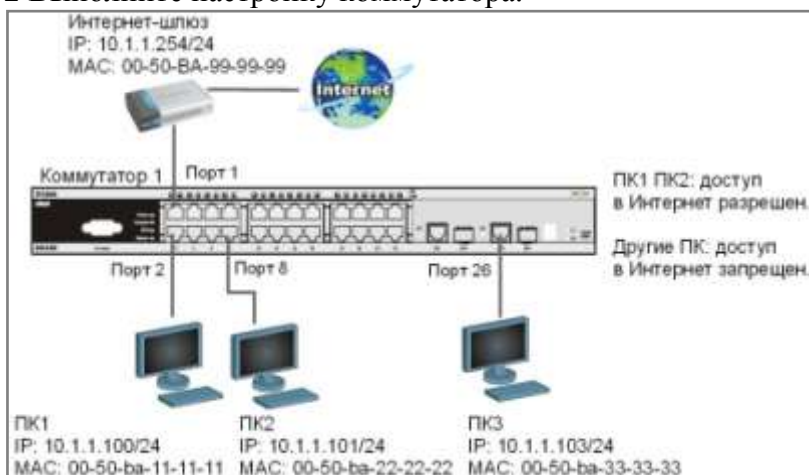 2 Выполните настройку коммутатора.
Интернет-шлюз
IP: 10.1.1.254/24
MAC: 00-50-BA-99-99-99
Internet
Коммутатор 1
Порт 1
ПК1 ПК2: доступ
в Интернет разрешен.
Другие ПК: доступ
в Интернет запрещен.
Порт 2
Порт 8
Порт 26
ПК1
IP: 10.1.1.100/24
MAC: 00-50-ba-11-11-11
ПК2
IP: 10.1.1.101/24
MAC: 00-50-ba-22-22-22
ПК3
IP: 10.1.1.103/24
MAC: 00-50-ba-33-33-33